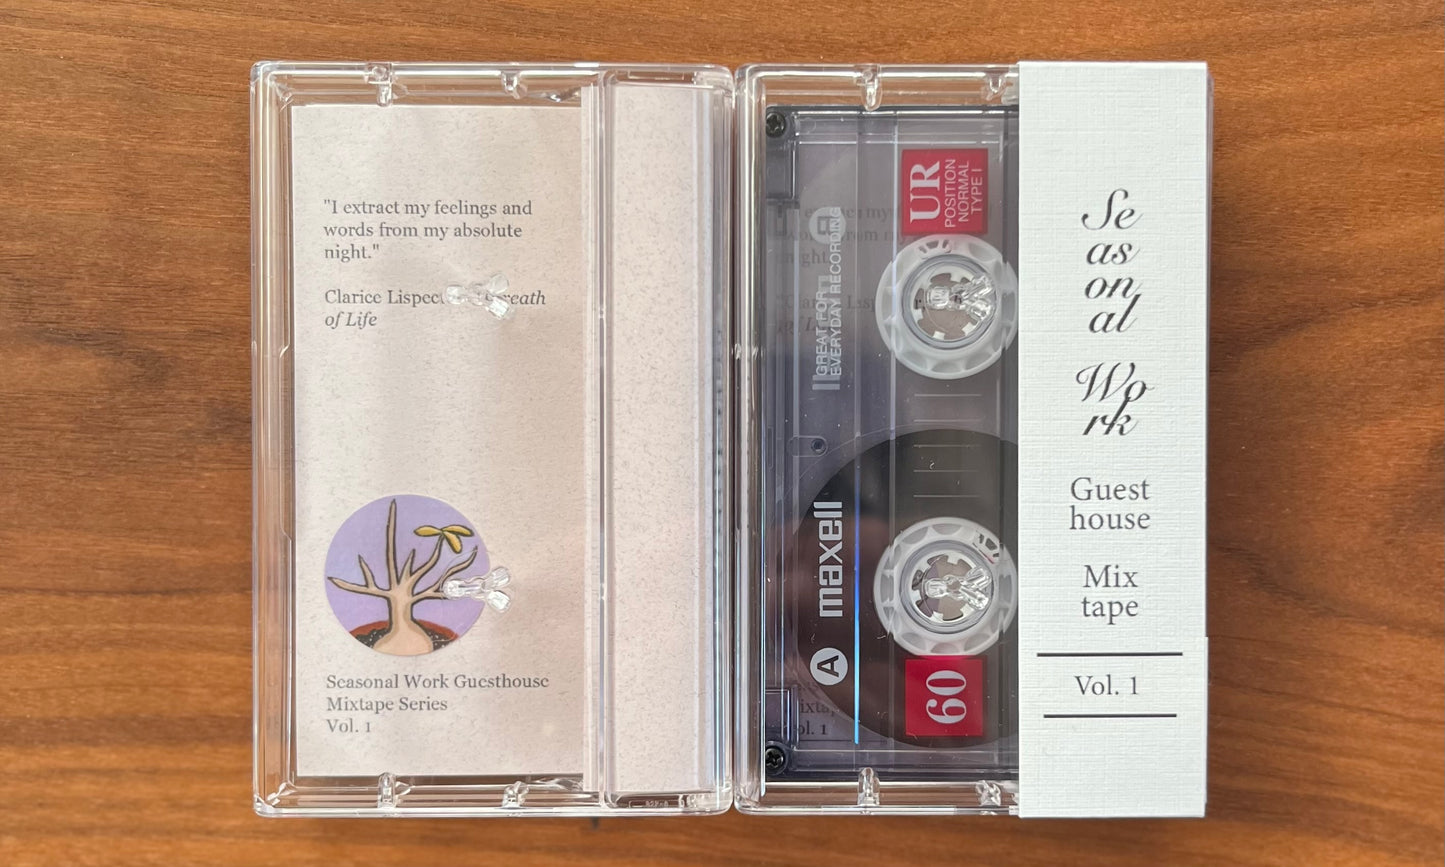 "I extract my feelings and
words from my absolute
night."
Clarice
of Life
Seasonal Work Guesthouse
Mixtape Series
Vol. 1
UR
POSITION
NORMAL
TYPE I
GREAT FOR
EVERYDAY RECORDING
maxell
A
60
Se
as
on
al
Wo
rk
Guest
house
Mix
tape
Vol. 1